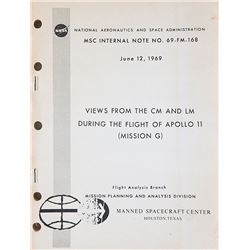 NASA
NATIONAL AERONAUTICS AND SPACE ADMINISTRATION
MSC INTERNAL NOTE NO. 69-FM-168
June 12, 1969
VIEWS FROM THE CM AND LM
DURING THE FLIGHT OF APOLLO 11
(MISSION G)
Flight Analysis Branch
MISSION PLANNING AND ANALYSIS DIVISION
MANNED SPACECRAFT CENTER
HOUSTON, TEXAS